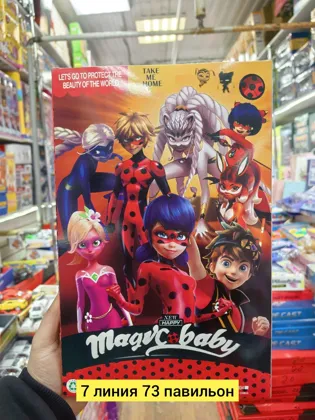 LET'S GO TO PROTECT THE
BEAUTY OF THE WORLD
TAKE
ME
HOME
NEW
HAPPY
Magic baby
7 линия 73 павильон